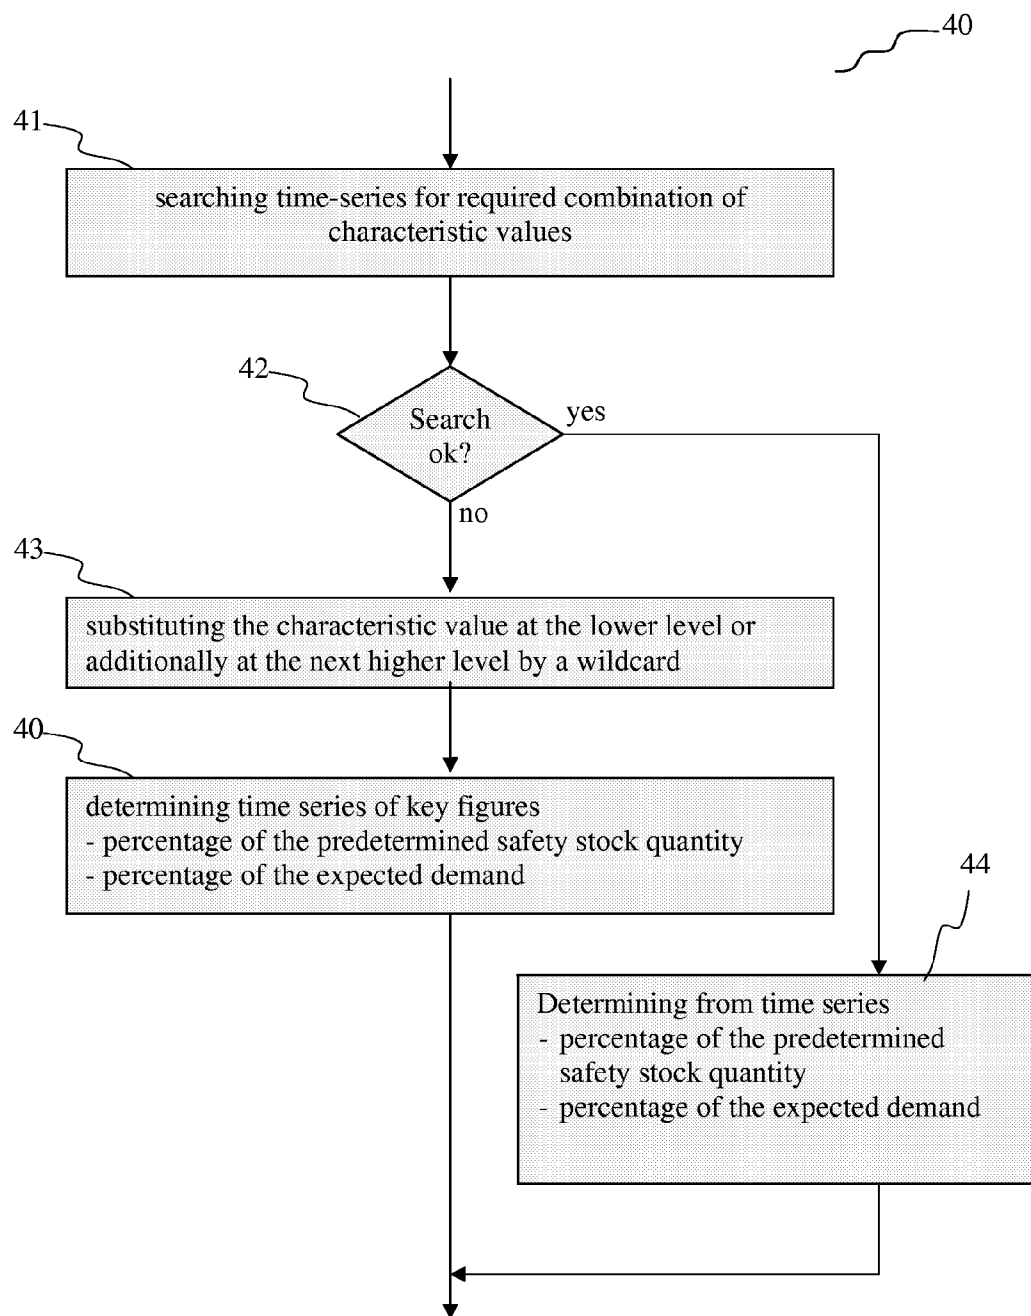 40
41
searching time-series for required combination of
characteristic values
42
Search
ok?
yes
no
43
substituting the characteristic value at the lower level or
additionally at the next higher level by a wildcard
40
determining time series of key figures
- percentage of the predetermined safety stock quantity
- percentage of the expected demand
44
Determining from time series
- percentage of the predetermined
safety stock quantity
- percentage of the expected demand